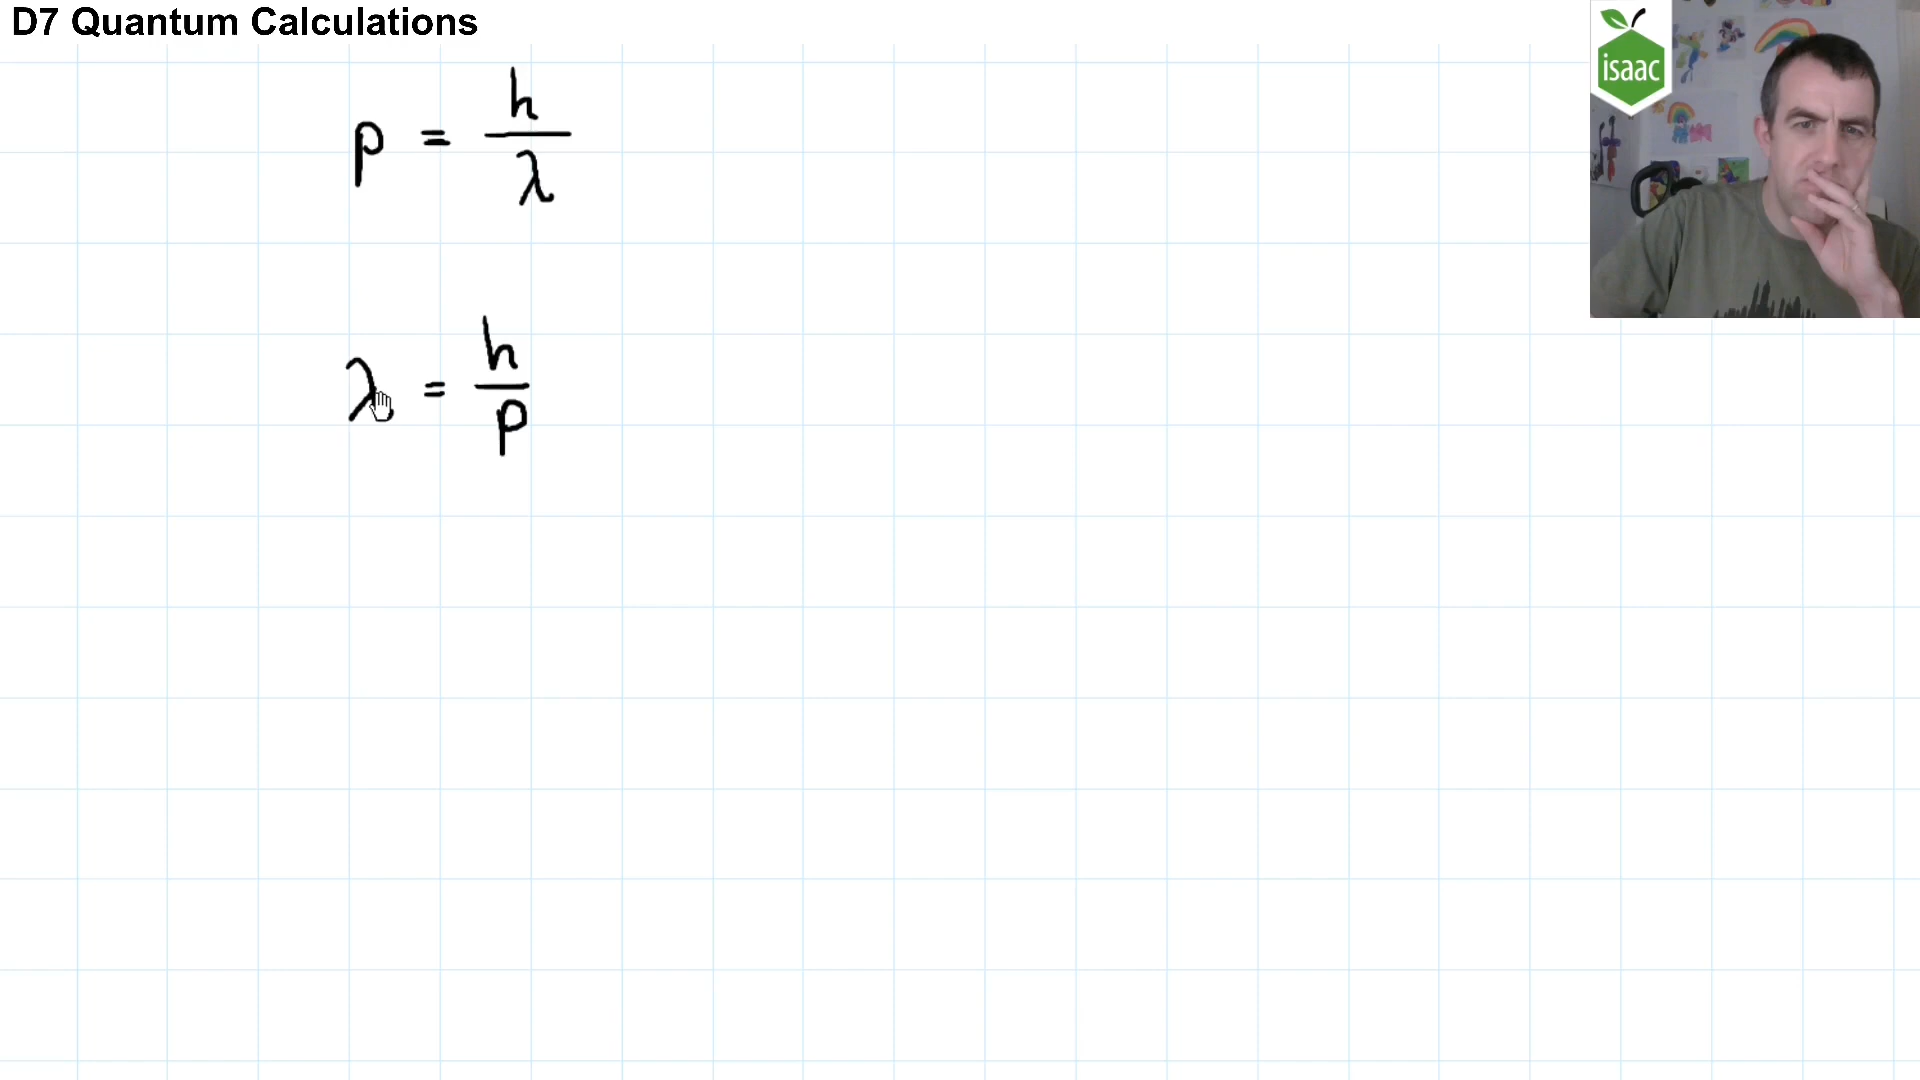 D7 Quantum Calculations
isaac
p = h/λ
λ = h/p